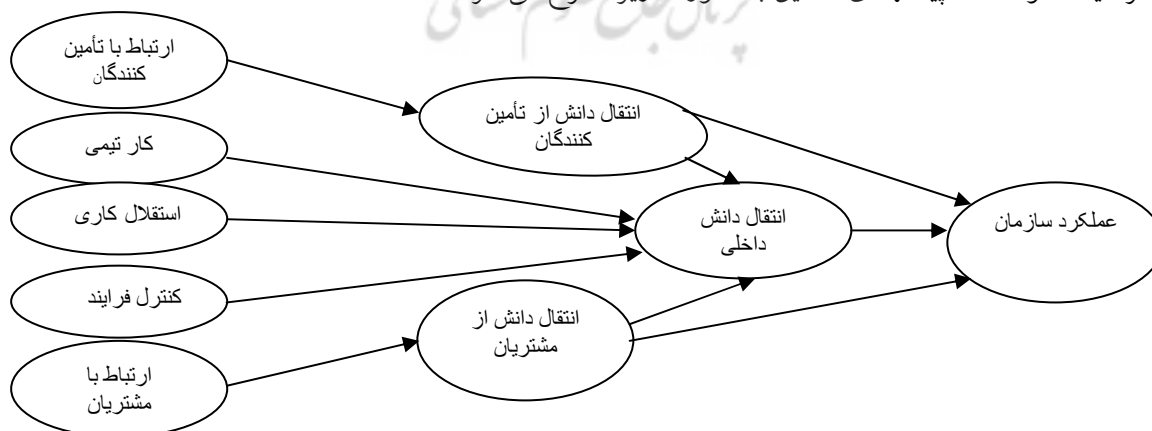 ارتباط با تأمین
کنندگان
انتقال دانش از تأمین
کنندگان
کار تیمی
استقلال کاری
انتقال دانش
داخلی
عملکرد سازمان
کنترل فرایند
انتقال دانش از
مشتریان
ارتباط با
مشتریان